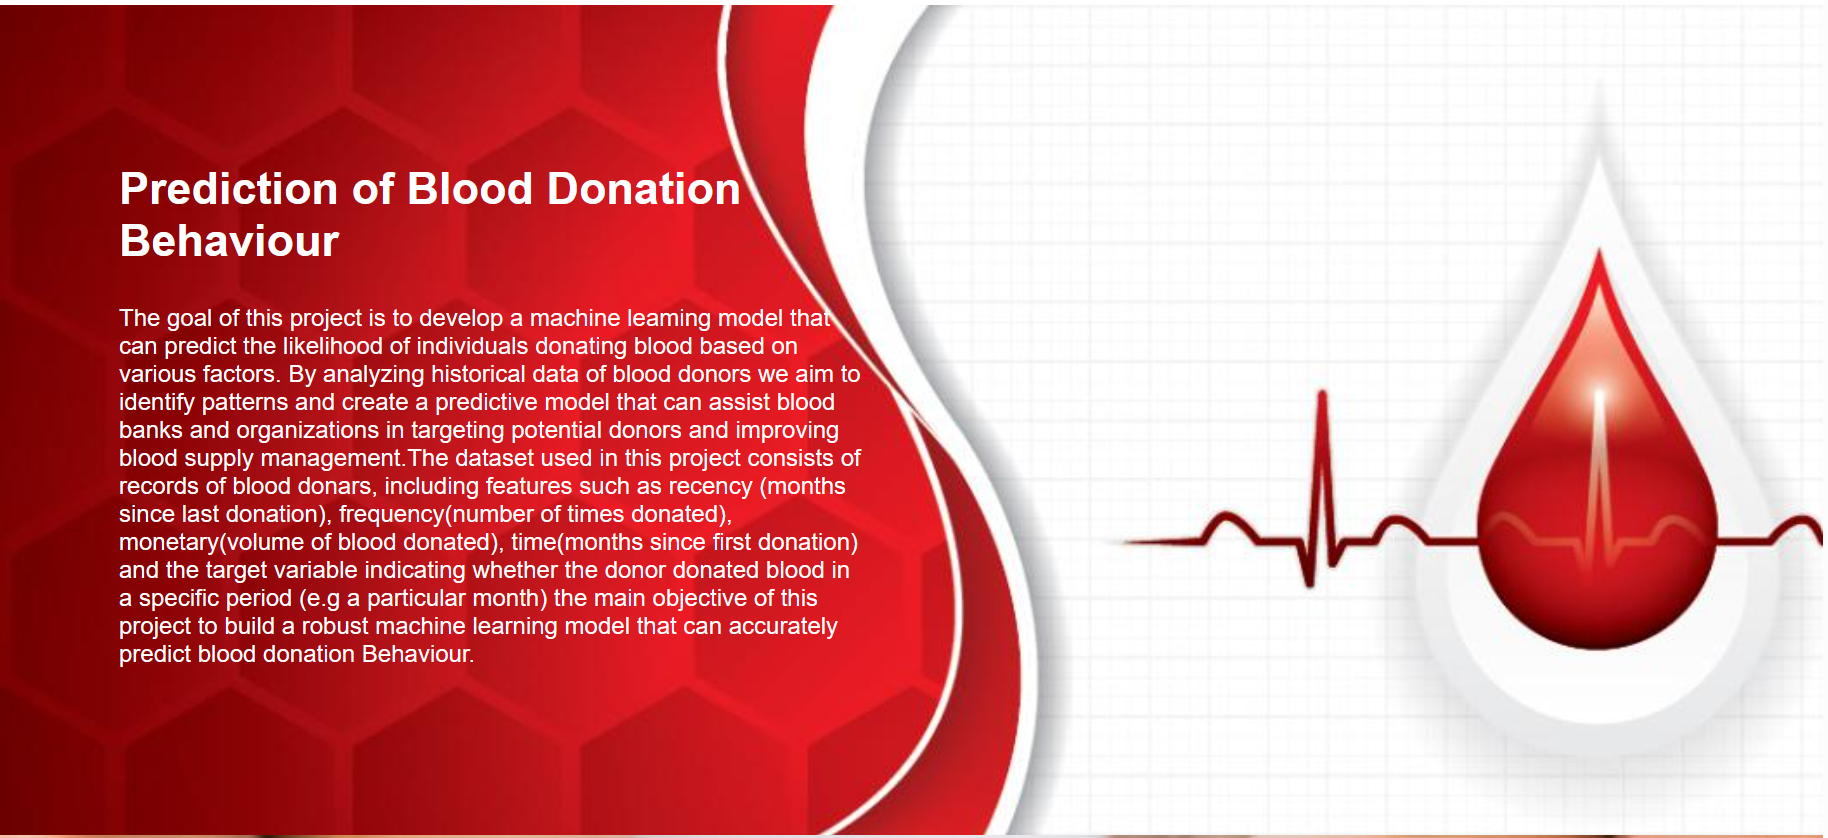 Prediction of Blood Donation
Behaviour
The goal of this project is to develop a machine leaming model that
can predict the likelihood of individuals donating blood based on
various factors. By analyzing historical data of blood donors we aim to
identify patterns and create a predictive model that can assist blood
banks and organizations in targeting potential donors and improving
blood supply management.The dataset used in this project consists of
records of blood donars, including features such as recency (months
since last donation), frequency(number of times donated),
monetary(volume of blood donated), time(months since first donation)
and the target variable indicating whether the donor donated blood in
a specific period (e.g a particular month) the main objective of this
project to build a robust machine learning model that can accurately
predict blood donation Behaviour.